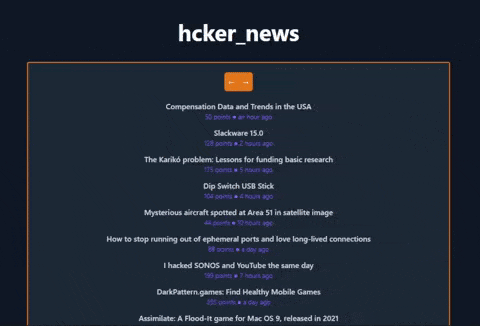 hcker_news
← →
Compensation Data and Trends in the USA
50 points • an hour ago
Slackware 15.0
points • 2 hours ago
The Karikó problem: Lessons for funding basic research
175 points • 5 hours ago
Dip Switch USB Stick
104 points • 4 hours ago
Mysterious aircraft spotted at Area 51 in satellite image
44 points • 10 hours ago
How to stop running out of ephemeral ports and love long-lived connections
points • a day ago
I hacked SONOS and YouTube the same day
points • 7 hours ago
DarkPattern.games: Find Healthy Mobile Games
points • a day ago
Assimilate: A Flood-It game for Mac OS 9, released in 2021